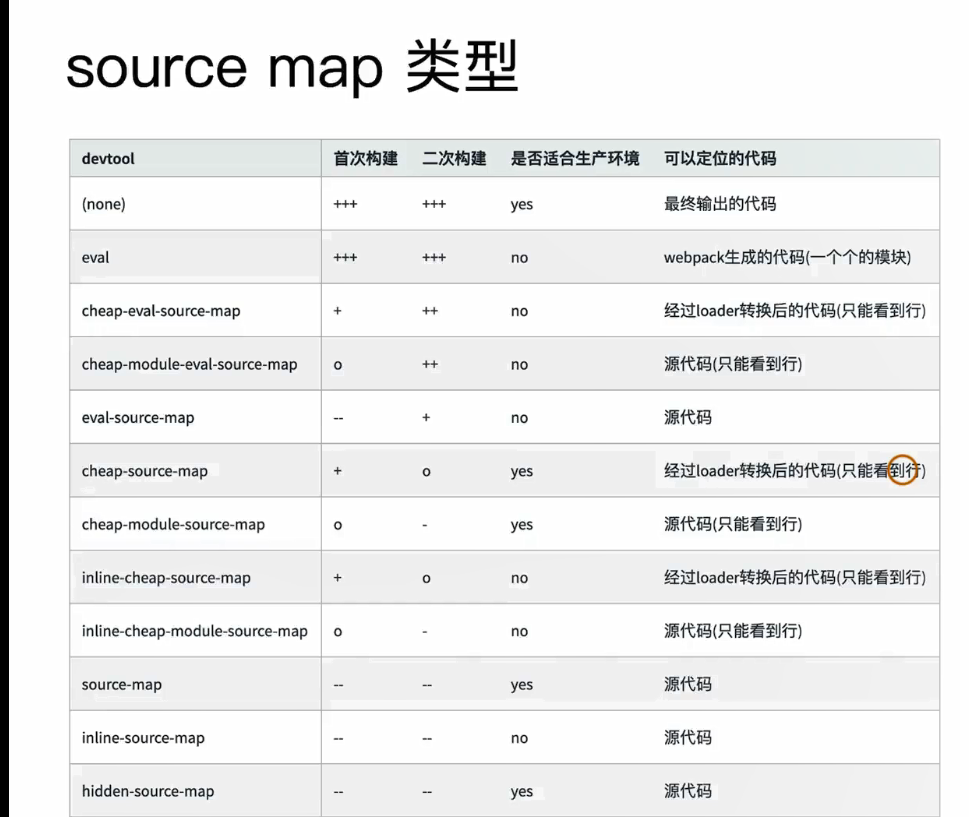 source map 类型
devtool 首次构建 二次构建 是否适合生产环境 可以定位的代码
(none) +++ +++ yes 最终输出的代码
eval +++ +++ no webpack生成的代码(一个个的模块)
cheap-eval-source-map + ++ no 经过loader转换后的代码(只能看到行)
cheap-module-eval-source-map o ++ no 源代码(只能看到行)
eval-source-map -- + no 源代码
cheap-source-map + o yes 经过loader转换后的代码(只能看到行)
cheap-module-source-map o - yes 源代码(只能看到行)
inline-cheap-source-map + o no 经过loader转换后的代码(只能看到行)
inline-cheap-module-source-map o - no 源代码(只能看到行)
source-map -- -- yes 源代码
inline-source-map -- -- no 源代码
hidden-source-map -- -- yes 源代码